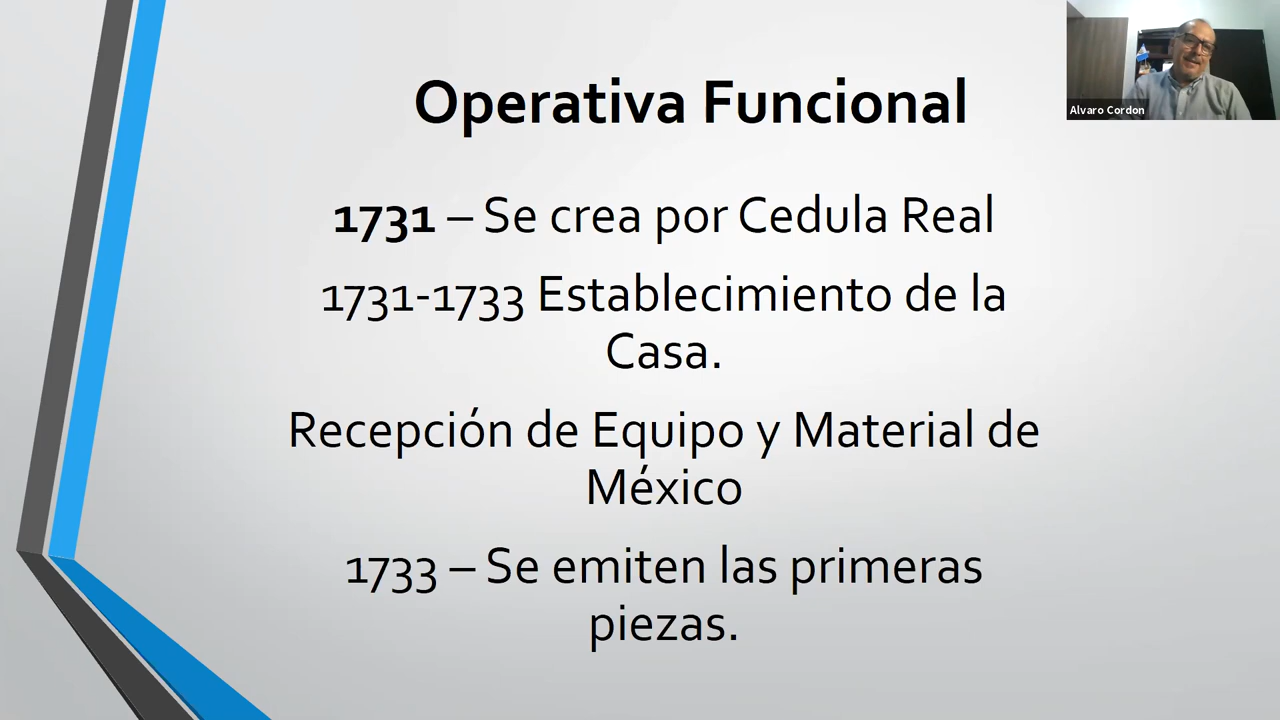 Operativa Funcional
Alvaro Cordon
1731 – Se crea por Cedula Real
1731-1733 Establecimiento de la
Casa.
Recepción de Equipo y Material de
México
1733 – Se emiten las primeras
piezas.